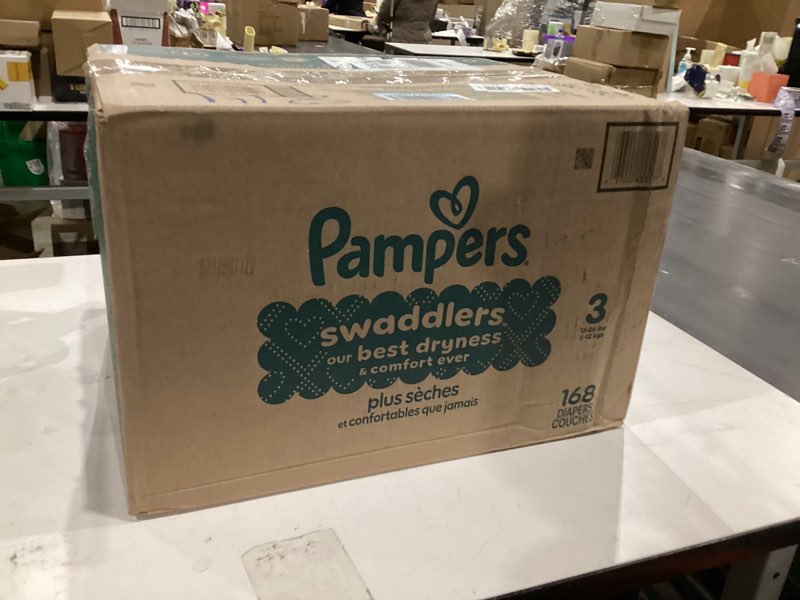 Pampers
swaddlers
our best dryness
& comfort ever
plus sèches
et confortables que jamais
3
168
DIAPERS
COUCHES